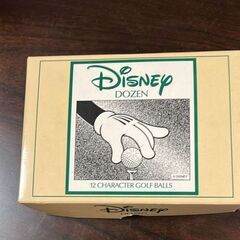 DISNEY
DOZEN
© DISNEY
12 CHARACTER GOLF BALLS